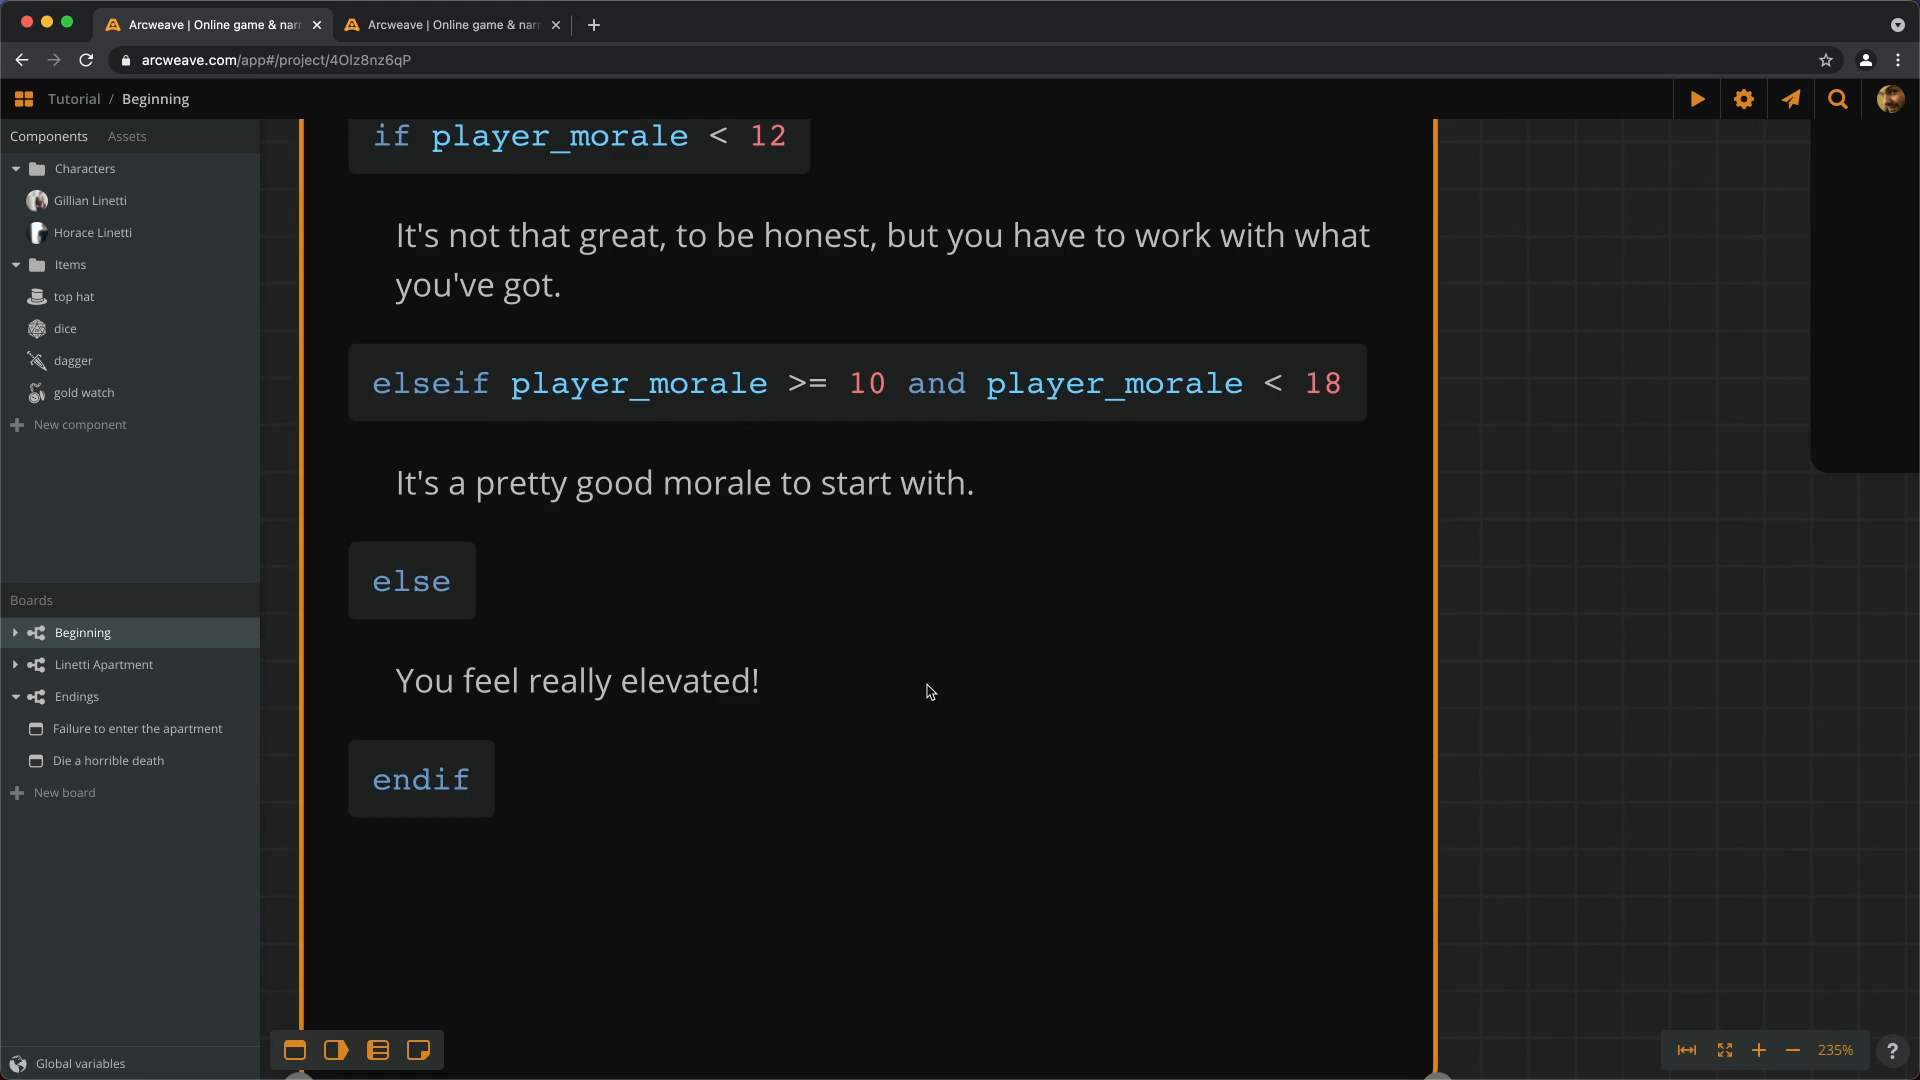 Arcweave | Online game & narr
Arcweave | Online game & narr
arcweave.com/app#/project/4OIz8nz6qP
Tutorial / Beginning
Components Assets
Characters
Gillian Linetti
Horace Linetti
Items
top hat
dice
dagger
gold watch
New component
Boards
Beginning
Linetti Apartment
Endings
Failure to enter the apartment
Die a horrible death
New board
Global variables
if player_morale < 12
It's not that great, to be honest, but you have to work with what
you've got.
elseif player_morale >= 10 and player_morale < 18
It's a pretty good morale to start with.
else
You feel really elevated!
endif
235%
?